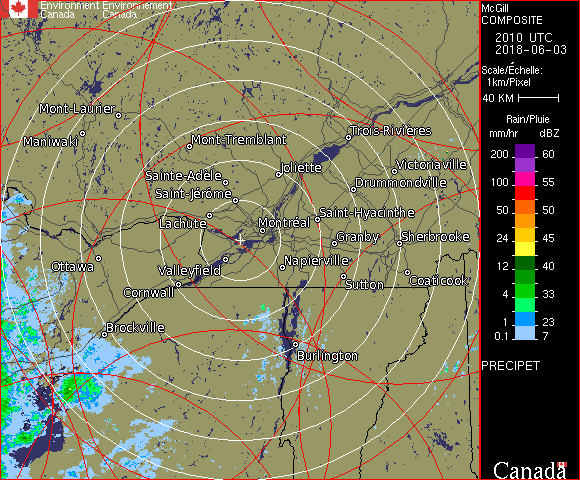 Environment Environnement
Canada Canada
McGill
COMPOSITE
2010 UTC
2018-06-03
Scale/Échelle:
1km/Pixel
40 KM
Rain/Pluie
mm/hr dBZ
200 60
100 55
50 50
24 45
12 40
4 33
1 23
0.1 7
PRECIPET
Canada
Mont-Laurier
Maniwaki
Mont-Tremblant
Trois-Rivières
Sainte-Adèle
Joliette
Victoriaville
Saint-Jérôme
Drummondville
Lachute
Montréal
Saint-Hyacinthe
Granby
Sherbrooke
Ottawa
Valleyfield
Napierville
Cornwall
Sutton
Coaticook
Brockville
Burlington